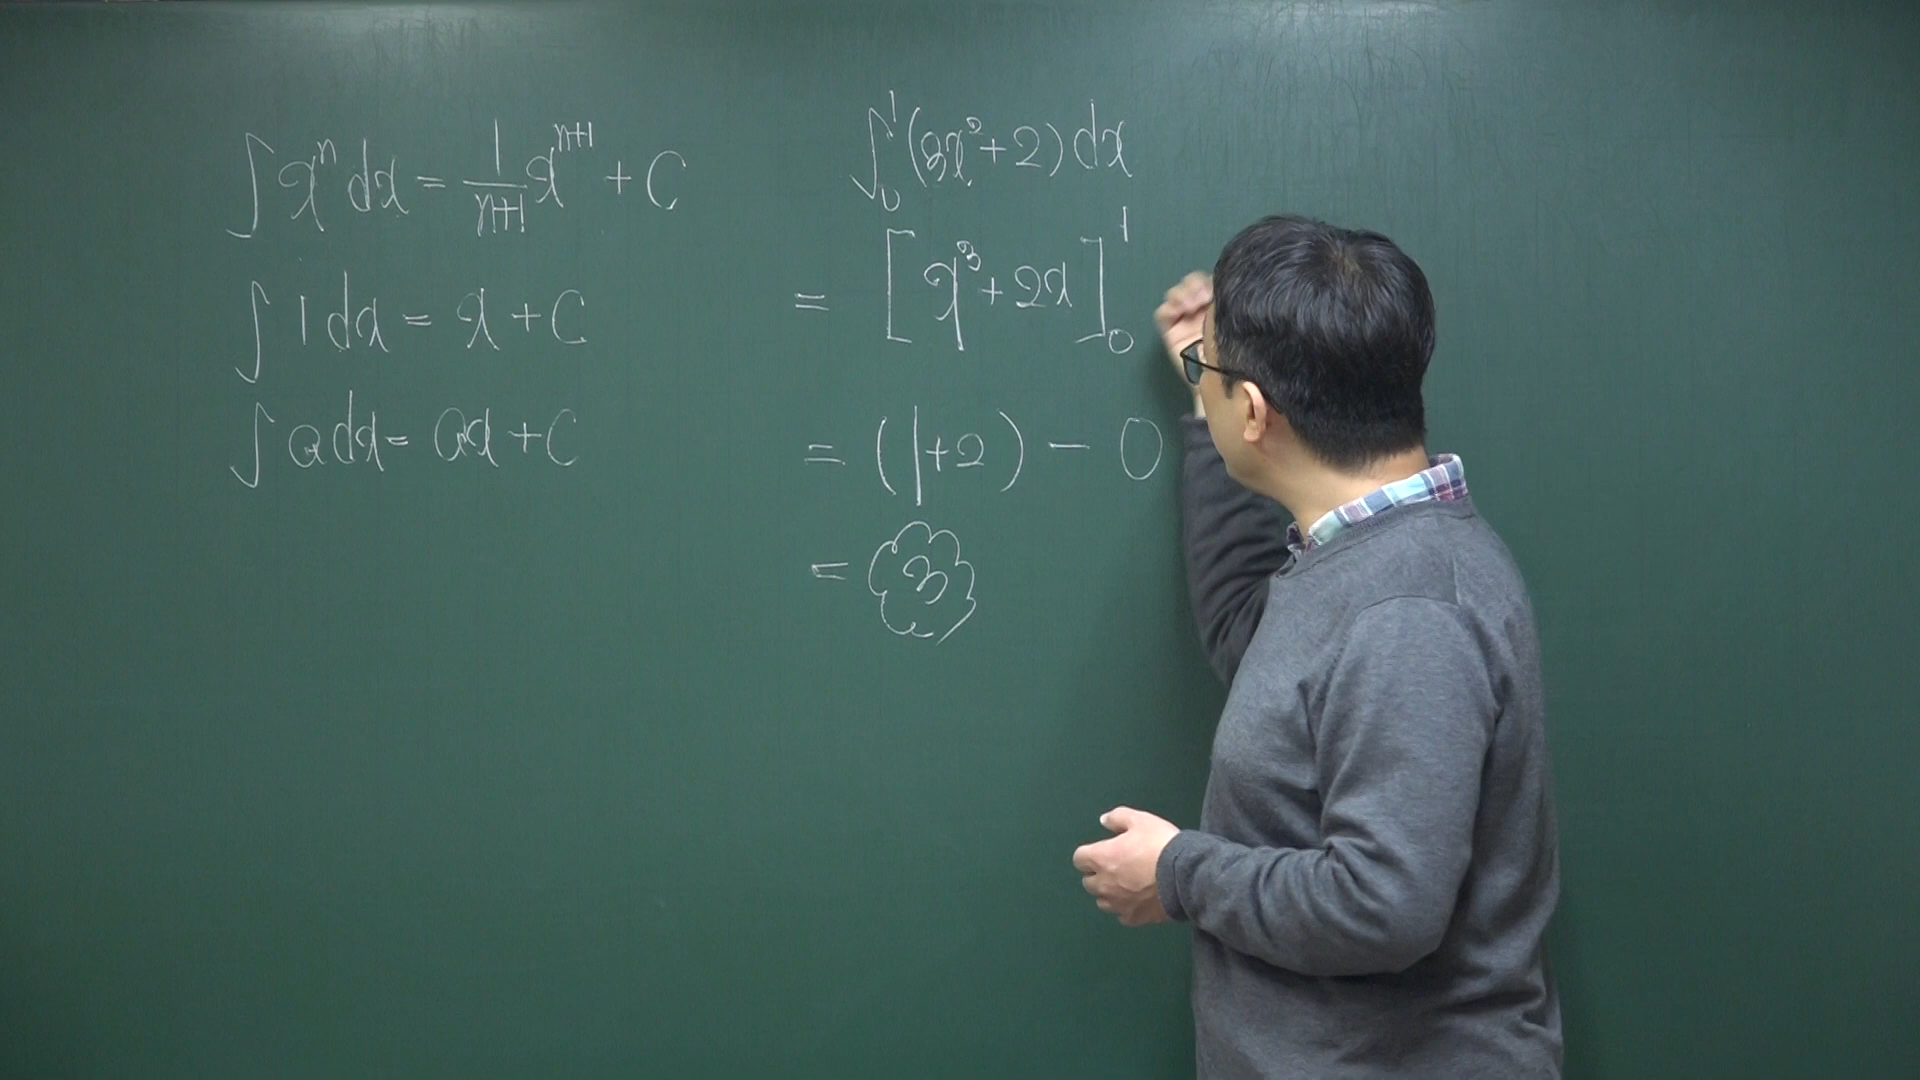 ∫xⁿdx = 1/(n+1) xⁿ⁺¹ + C
∫1dx = x + C
∫adx = ax + C
∫₀¹(3x²+2)dx
= [x³+2x]₀¹
= (1+2) − 0
= 3